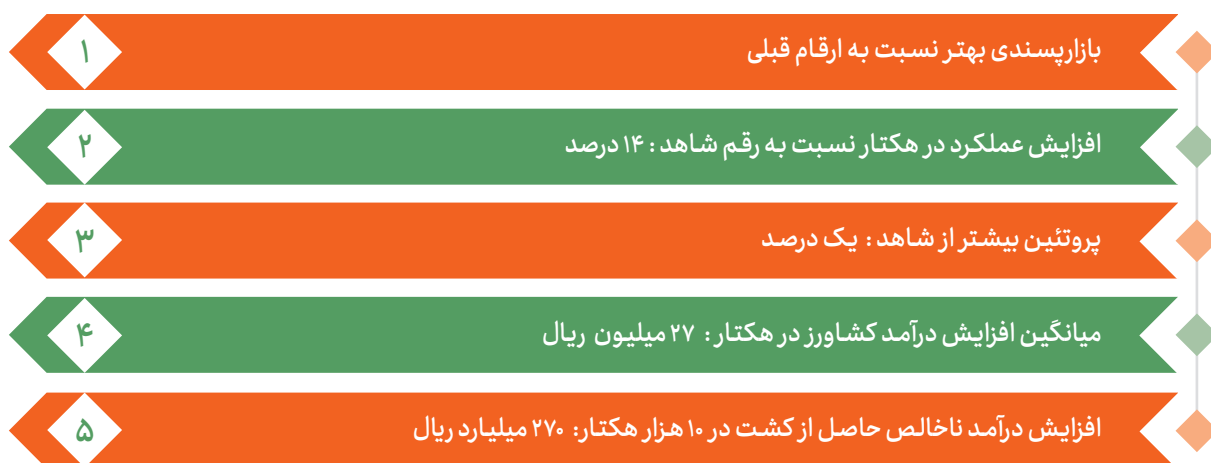 بازارپسندی بهتر نسبت به ارقام قبلی ۱
افزایش عملکرد در هکتار نسبت به رقم شاهد : ۱۴ درصد ۲
پروتئین بیشتر از شاهد : یک درصد ۳
میانگین افزایش درآمد کشاورز در هکتار : ۲۷ میلیون ریال ۴
افزایش درآمد ناخالص حاصل از کشت در ۱۰ هزار هکتار: ۲۷۰ میلیارد ریال ۵